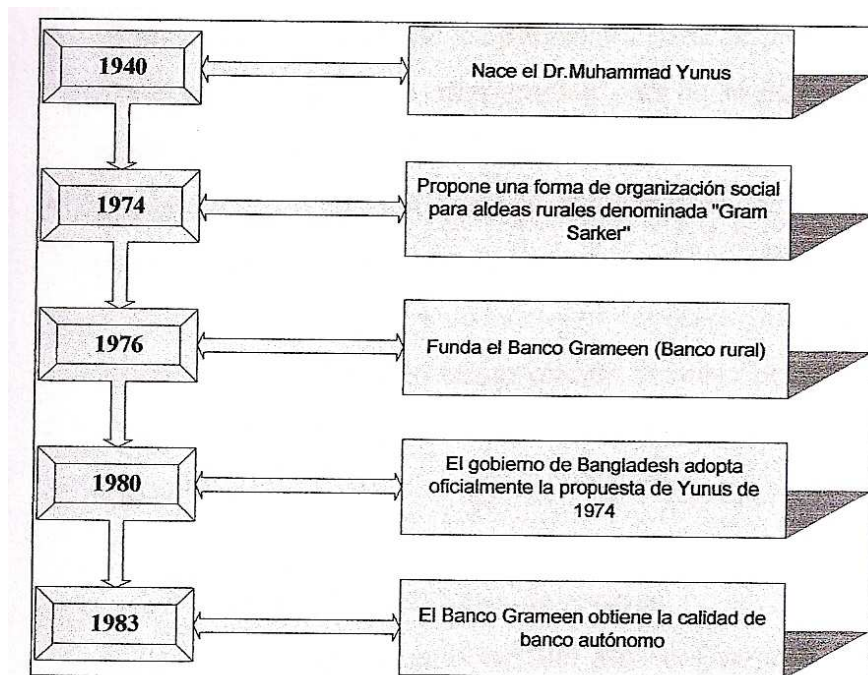 1940
Nace el Dr.Muhammad Yunus
1974
Propone una forma de organización social
para aldeas rurales denominada "Gram
Sarker"
1976
Funda el Banco Grameen (Banco rural)
1980
El gobierno de Bangladesh adopta
oficialmente la propuesta de Yunus de
1974
1983
El Banco Grameen obtiene la calidad de
banco autónomo